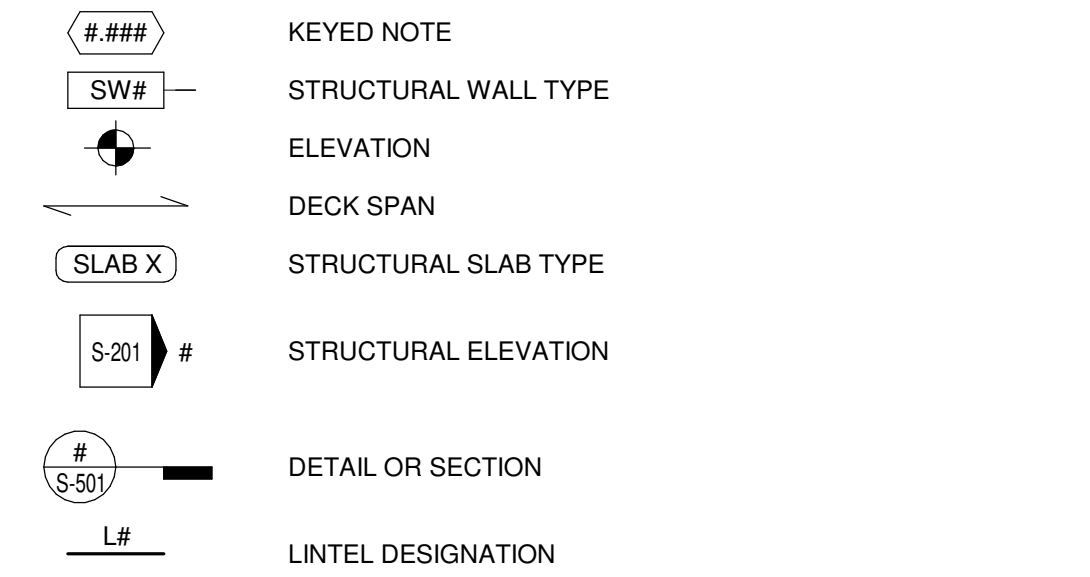 #.### KEYED NOTE
SW# STRUCTURAL WALL TYPE
ELEVATION
DECK SPAN
SLAB X STRUCTURAL SLAB TYPE
S-201 # STRUCTURAL ELEVATION
#
S-501 DETAIL OR SECTION
L#
LINTEL DESIGNATION